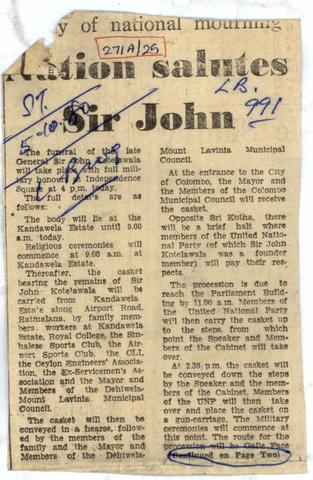 y of national mourning
271A/25
Nation salutes
Sir John
LB.
991
ST.
5-10-80
The funeral of the late
General Sir John Kotelawala
will take place with full mili-
tary honours at Independence
Square at 4 p.m. today.
The full details are as
follows:
The body will lie at the
Kandawela Estate until 9.00
a.m. today.
Religious ceremonies will
commence at 9.00 a.m. at
Kandawela Estate.
Thereafter, the casket
bearing the remains of Sir
John Kotelawala will be
carried from Kandawela
Estate along Airport Road,
Ratmalana, by family mem-
bers, workers at Kandawela
Estate, Royal College, the Sin-
halese Sports Club, the Air-
port Sports Club, the CLI,
the Ceylon Engineers' Associa-
tion, the Ex-Servicemen's As-
sociation and the Mayor and
Members of the Dehiwela-
Mount Lavinia Municipal
Council.
The casket will then be
conveyed in a hearse, follow-
ed by the members of the
family and the Mayor and
Members of the Dehiwela-
Mount Lavinia Municipal
Council.
At the entrance to the City
of Colombo, the Mayor and
the Members of the Colombo
Municipal Council will receive
the casket.
Opposite Sri Kotha, there
will be a brief halt where
members of the United Natio-
nal Party (of which Sir John
Kotelawala was a founder
member) will pay their res-
pects.
The procession is due to
reach the Parliament Build-
ing by 11.00 a.m. Members of
the United National Party
will then carry the casket up
to the steps from which
point the Speaker and Mem-
bers of the Cabinet will take
over.
At 2.30, p.m. the casket will
be conveyed down the steps
by the Speaker and the mem-
bers of the Cabinet, Members
of the UNP will then take
over and place the casket on
a gun-carriage. The Military
ceremonies will commence at
this point. The route for the
procession will be Galle Face
(Continued on Page Two)